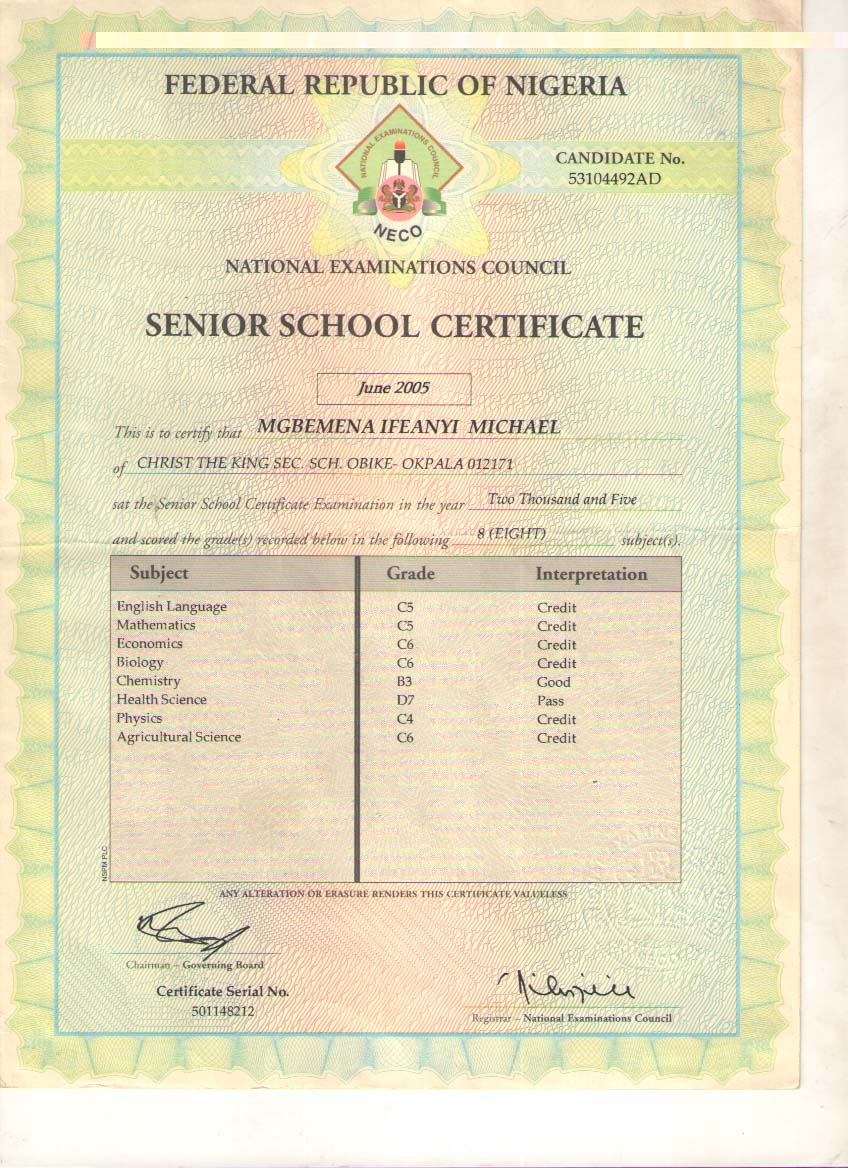 FEDERAL REPUBLIC OF NIGERIA
NATIONAL EXAMINATIONS COUNCIL
NECO
CANDIDATE No.
53104492AD
NATIONAL EXAMINATIONS COUNCIL
SENIOR SCHOOL CERTIFICATE
June 2005
This is to certify that MGBEMENA IFEANYI MICHAEL
of CHRIST THE KING SEC. SCH. OBIKE- OKPALA 012171
sat the Senior School Certificate Examination in the year Two Thousand and Five
and scored the grade(s) recorded below in the following 8 (EIGHT) subject(s).
Subject Grade Interpretation
English Language C5 Credit
Mathematics C5 Credit
Economics C6 Credit
Biology C6 Credit
Chemistry B3 Good
Health Science D7 Pass
Physics C4 Credit
Agricultural Science C6 Credit
NSPM PLC
ANY ALTERATION OR ERASURE RENDERS THIS CERTIFICATE VALUELESS
Chairman – Governing Board
Certificate Serial No.
501148212
Registrar – National Examinations Council